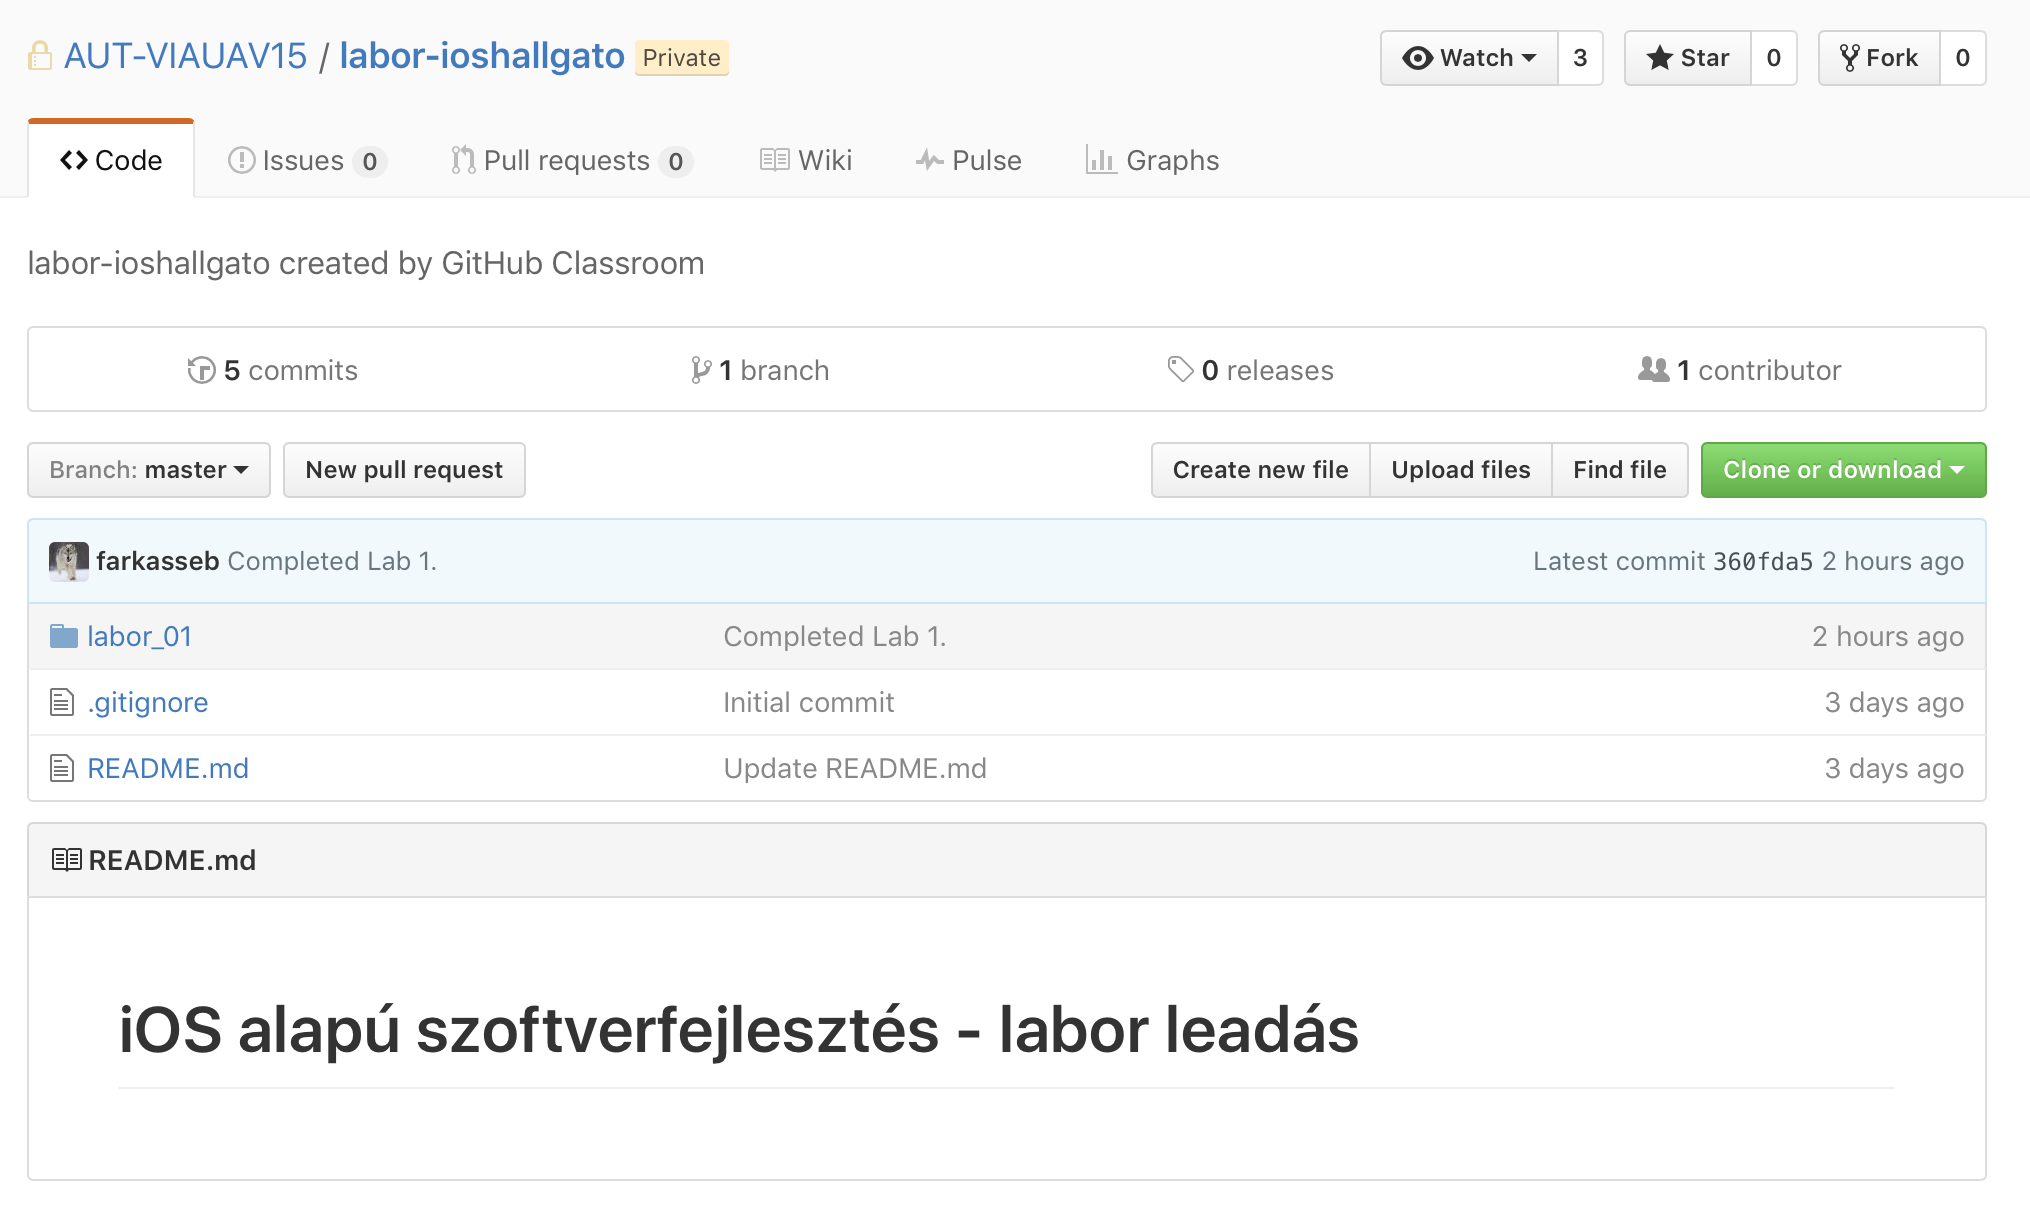 AUT-VIAUAV15 / labor-ioshallgato Private Watch 3 Star 0 Fork 0
Code Issues 0 Pull requests 0 Wiki Pulse Graphs
labor-ioshallgato created by GitHub Classroom
5 commits 1 branch 0 releases 1 contributor
Branch: master New pull request Create new file Upload files Find file Clone or download
farkasseb Completed Lab 1. Latest commit 360fda5 2 hours ago
labor_01 Completed Lab 1. 2 hours ago
.gitignore Initial commit 3 days ago
README.md Update README.md 3 days ago
README.md
iOS alapú szoftverfejlesztés - labor leadás